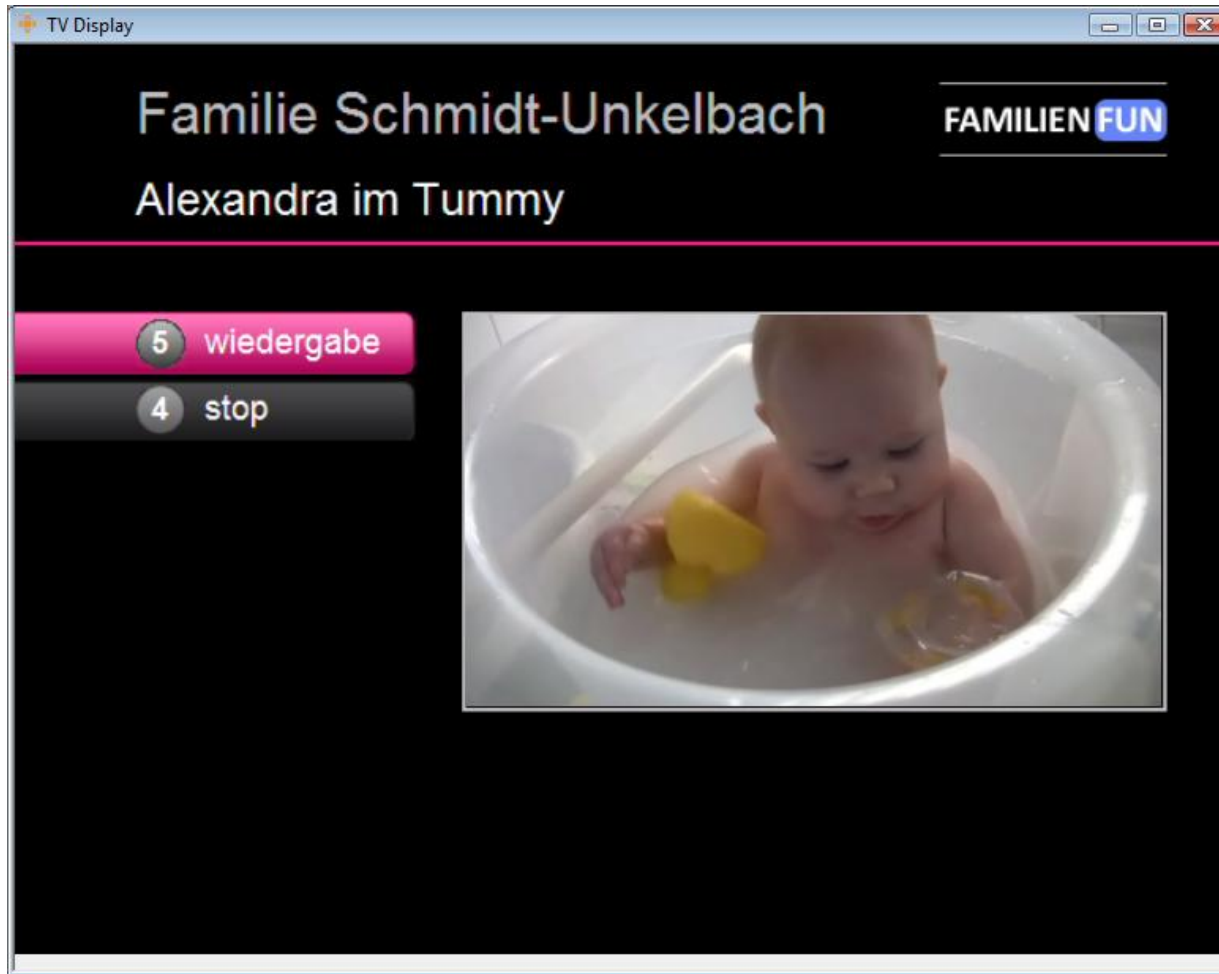 TV Display
Familie Schmidt-Unkelbach
FAMILIEN FUN
Alexandra im Tummy
5 wiedergabe
4 stop